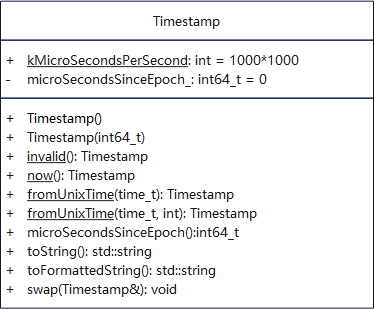 Timestamp
+ kMicroSecondsPerSecond: int = 1000*1000
- microSecondsSinceEpoch_: int64_t = 0
+ Timestamp()
+ Timestamp(int64_t)
+ invalid(): Timestamp
+ now(): Timestamp
+ fromUnixTime(time_t): Timestamp
+ fromUnixTime(time_t, int): Timestamp
+ microSecondsSinceEpoch():int64_t
+ toString(): std::string
+ toFormattedString(): std::string
+ swap(Timestamp&): void